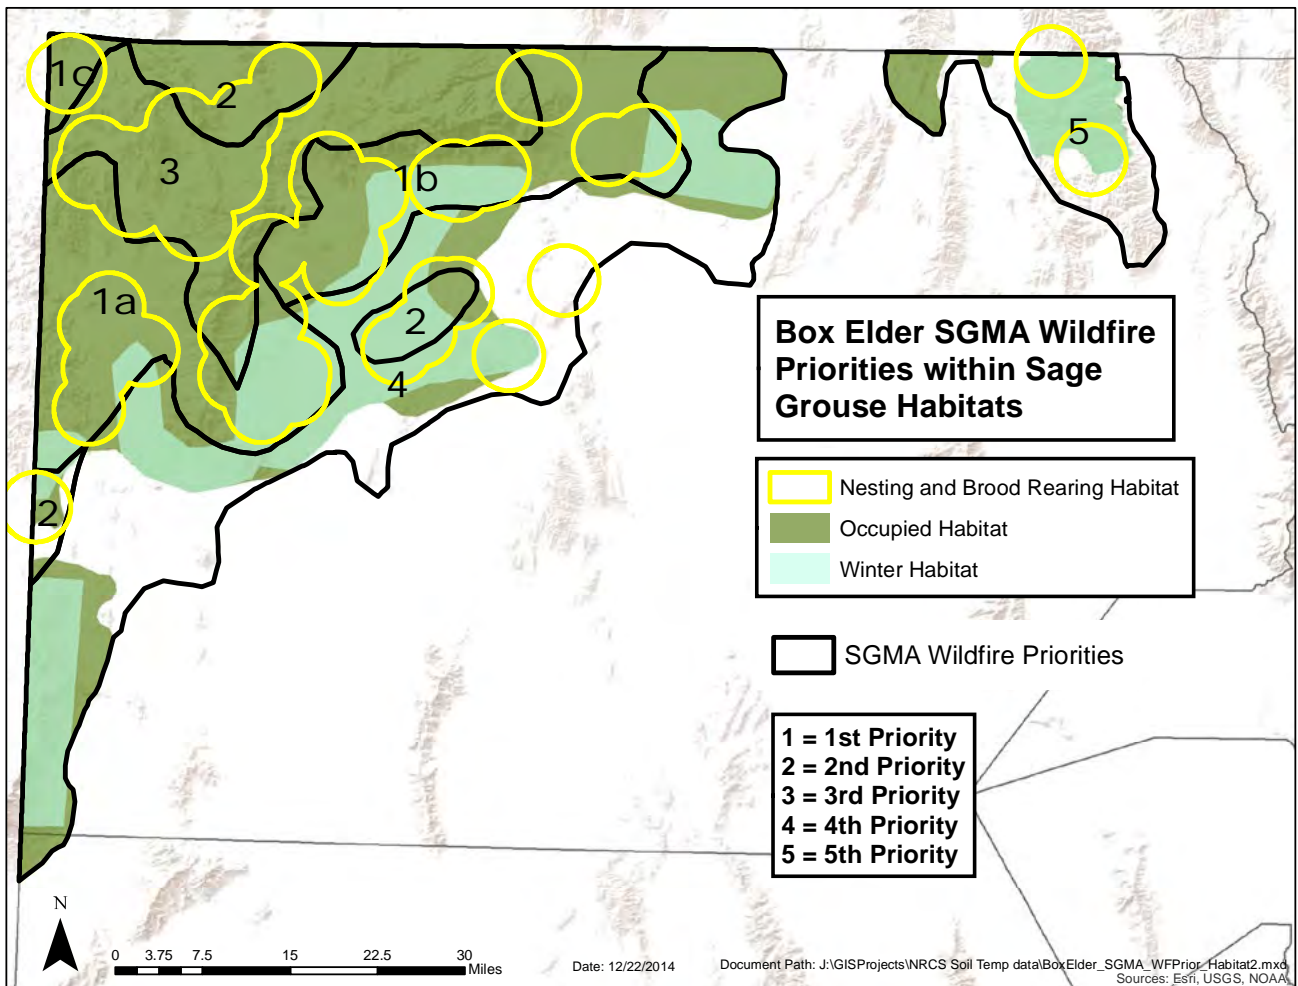 1c
2
3
1b
5
1a
2
4
2
Box Elder SGMA Wildfire
Priorities within Sage
Grouse Habitats
Nesting and Brood Rearing Habitat
Occupied Habitat
Winter Habitat
SGMA Wildfire Priorities
1 = 1st Priority
2 = 2nd Priority
3 = 3rd Priority
4 = 4th Priority
5 = 5th Priority
N
0 3.75 7.5 15 22.5 30
Miles
Date: 12/22/2014
Document Path: J:\GISProjects\NRCS Soil Temp data\BoxElder_SGMA_WFPrior_Habitat2.mxd
Sources: Esri, USGS, NOAA